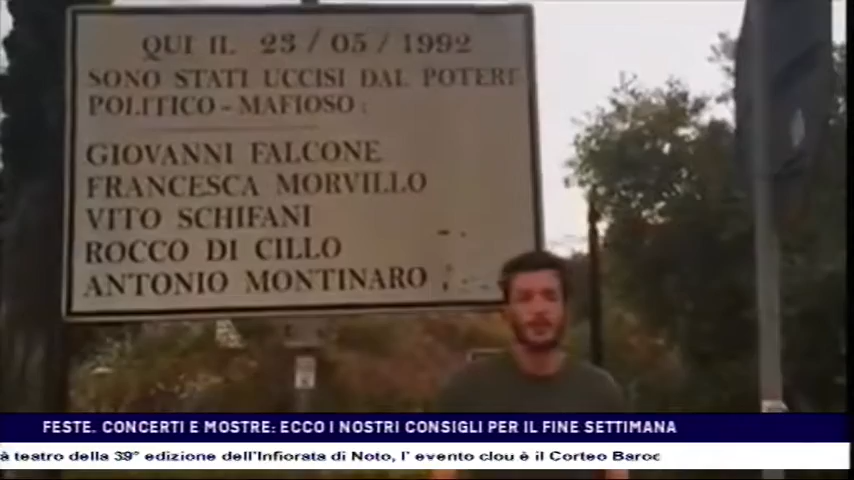 QUI IL 23/05/1992
SONO STATI UCCISI DAL POTERE
POLITICO-MAFIOSO:
GIOVANNI FALCONE
FRANCESCA MORVILLO
VITO SCHIFANI
ROCCO DI CILLO
ANTONIO MONTINARO
FESTE. CONCERTI E MOSTRE: ECCO I NOSTRI CONSIGLI PER IL FINE SETTIMANA
à teatro della 39° edizione dell'Infiorata di Noto, l' evento clou è il Corteo Baroc